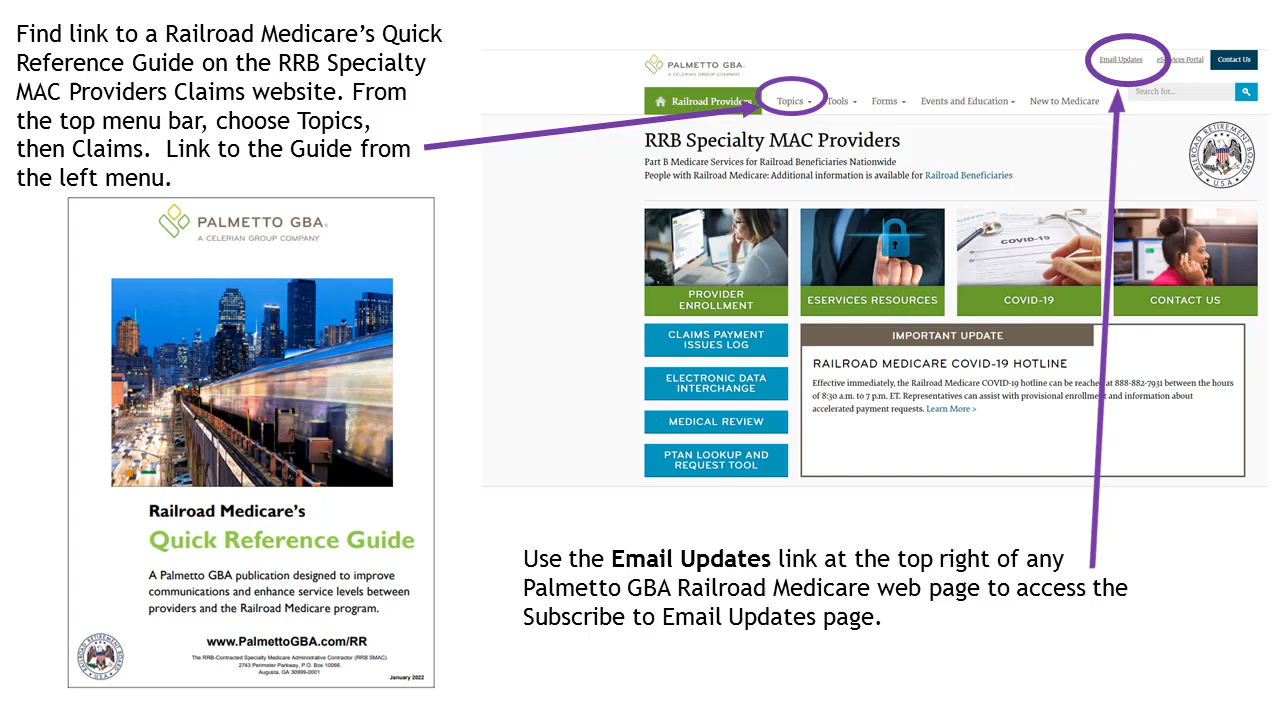 Find link to a Railroad Medicare’s Quick
Reference Guide on the RRB Specialty
MAC Providers Claims website. From
the top menu bar, choose Topics,
then Claims.  Link to the Guide from
the left menu.
PALMETTO GBA®
A CELERIAN GROUP COMPANY
Railroad Medicare’s
Quick Reference Guide
A Palmetto GBA publication designed to improve
communications and enhance service levels between
providers and the Railroad Medicare program.
www.PalmettoGBA.com/RR
The RRB-Contracted Specialty Medicare Administrative Contractor (RRB SMAC)
2743 Perimeter Parkway, P.O. Box 10066
Augusta, GA 30999-0001
January 2022
PALMETTO GBA.
A CELERIAN GROUP COMPANY
Email Updates eServices Portal Contact Us
Search for...
Railroad Providers Topics Tools Forms Events and Education New to Medicare
RRB Specialty MAC Providers
Part B Medicare Services for Railroad Beneficiaries Nationwide
People with Railroad Medicare: Additional information is available for Railroad Beneficiaries
RAILROAD RETIREMENT BOARD
U.S.A.
COVID-19
PROVIDER
ENROLLMENT
ESERVICES RESOURCES
COVID-19
CONTACT US
CLAIMS PAYMENT
ISSUES LOG
ELECTRONIC DATA
INTERCHANGE
MEDICAL REVIEW
PTAN LOOKUP AND
REQUEST TOOL
IMPORTANT UPDATE
RAILROAD MEDICARE COVID-19 HOTLINE
Effective immediately, the Railroad Medicare COVID-19 hotline can be reached at 888-882-7931 between the hours
of 8:30 a.m. to 7 p.m. ET. Representatives can assist with provisional enrollment and information about
accelerated payment requests. Learn More >
Use the Email Updates link at the top right of any
Palmetto GBA Railroad Medicare web page to access the
Subscribe to Email Updates page.